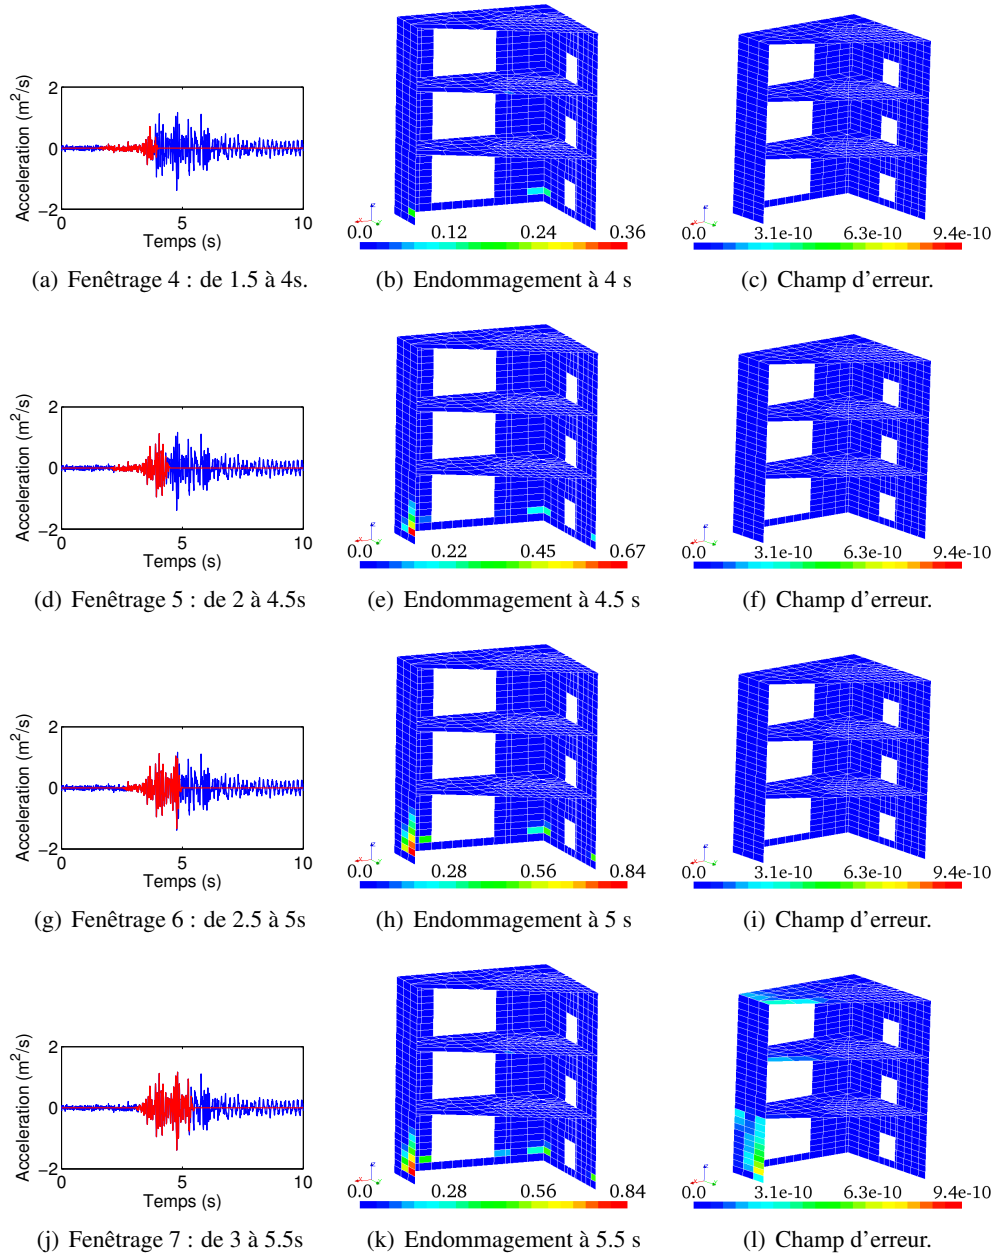 2
0
−2
Acceleration (m²/s)
0 5 10
Temps (s)
0.0 0.12 0.24 0.36
0.0 3.1e-10 6.3e-10 9.4e-10
(a) Fenêtrage 4 : de 1.5 à 4s.
(b) Endommagement à 4 s
(c) Champ d'erreur.
2
0
−2
Acceleration (m²/s)
0 5 10
Temps (s)
0.0 0.22 0.45 0.67
0.0 3.1e-10 6.3e-10 9.4e-10
(d) Fenêtrage 5 : de 2 à 4.5s
(e) Endommagement à 4.5 s
(f) Champ d'erreur.
2
0
−2
Acceleration (m²/s)
0 5 10
Temps (s)
0.0 0.28 0.56 0.84
0.0 3.1e-10 6.3e-10 9.4e-10
(g) Fenêtrage 6 : de 2.5 à 5s
(h) Endommagement à 5 s
(i) Champ d'erreur.
2
0
−2
Acceleration (m²/s)
0 5 10
Temps (s)
0.0 0.28 0.56 0.84
0.0 3.1e-10 6.3e-10 9.4e-10
(j) Fenêtrage 7 : de 3 à 5.5s
(k) Endommagement à 5.5 s
(l) Champ d'erreur.